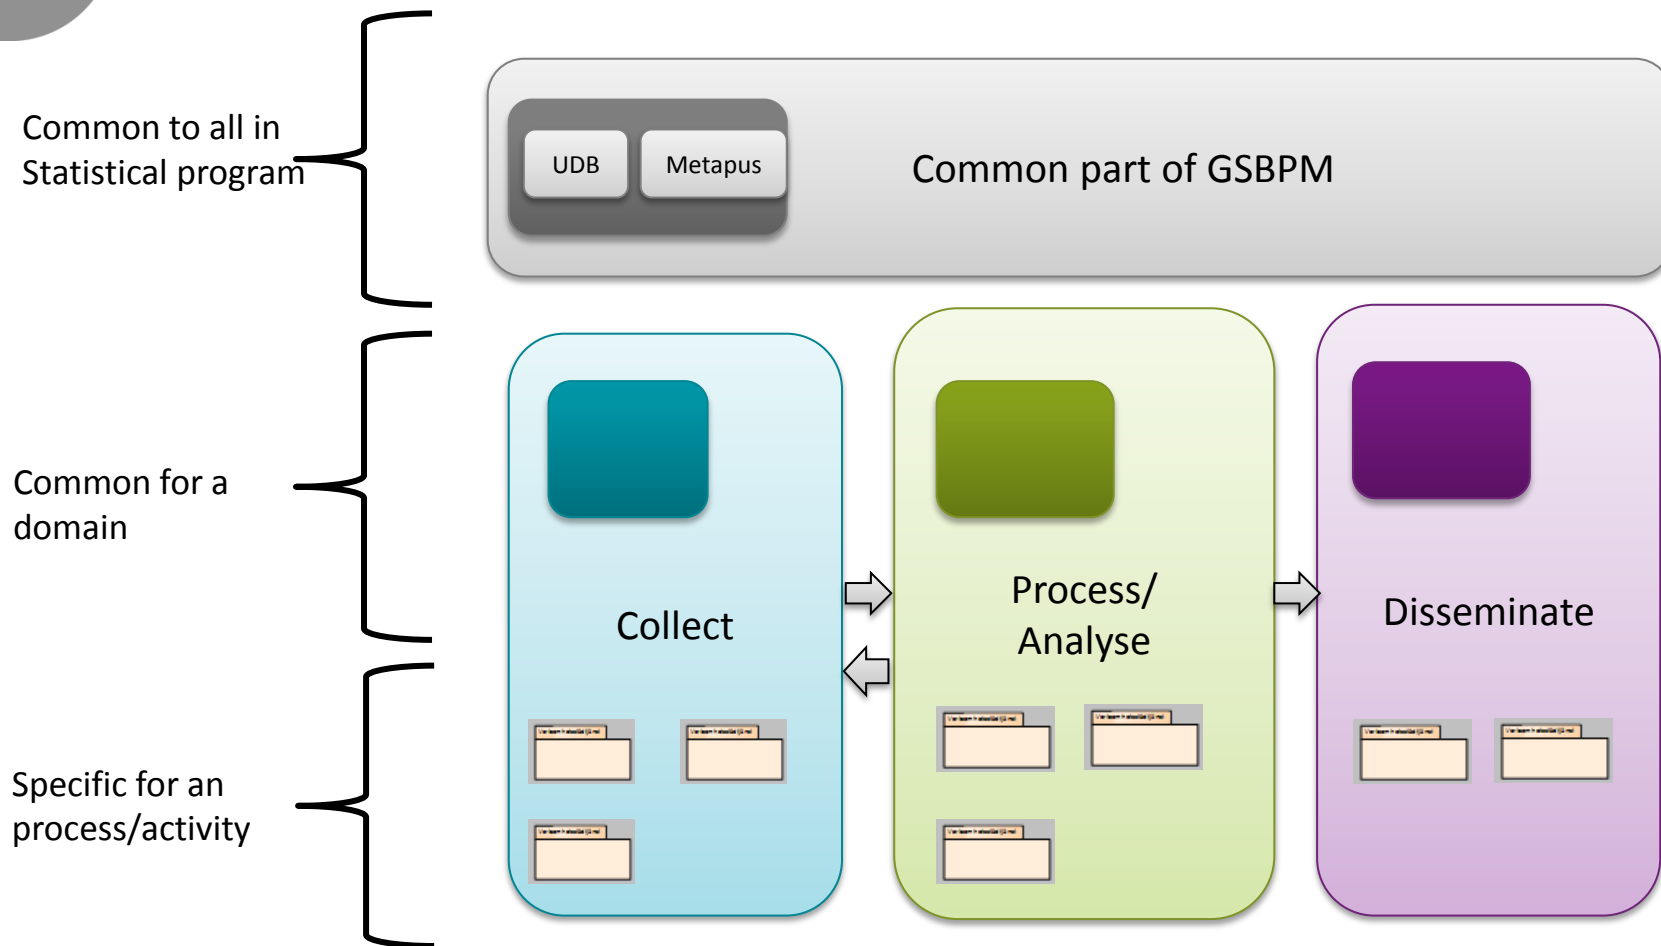 Common to all in
Statistical program
UDB
Metapus
Common part of GSBPM
Common for a
domain
Collect
Process/
Analyse
Disseminate
Specific for an
process/activity